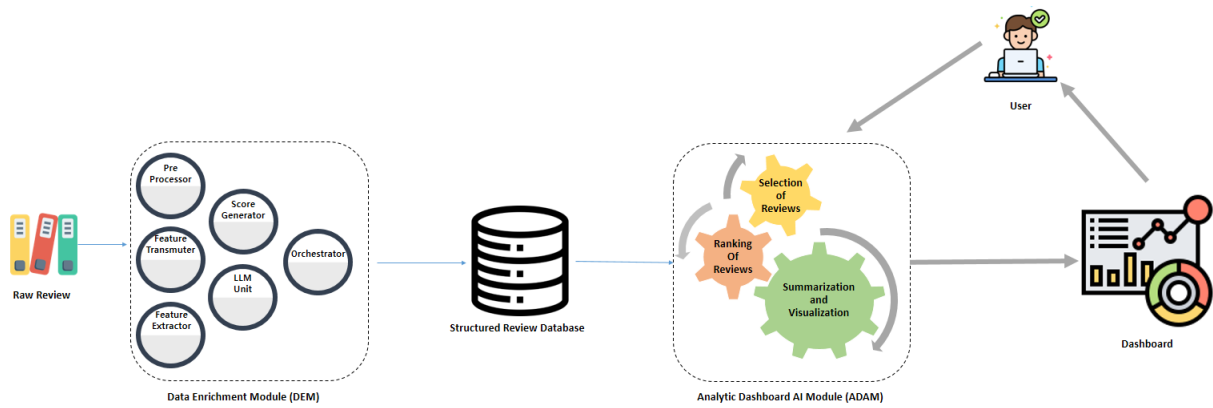 Raw Review
Pre
Processor
Score
Generator
Feature
Transmuter
Orchestrator
LLM
Unit
Feature
Extractor
Data Enrichment Module (DEM)
Structured Review Database
Selection
of
Reviews
Ranking
Of
Reviews
Summarization
and
Visualization
Analytic Dashboard AI Module (ADAM)
User
Dashboard